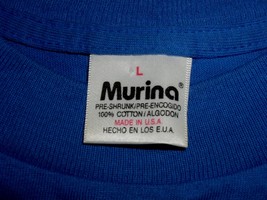 L
Murina®
PRE-SHRUNK/PRE-ENCOGIDO
100% COTTON/ALGODON
MADE IN U.S.A.
HECHO EN LOS E.U.A.